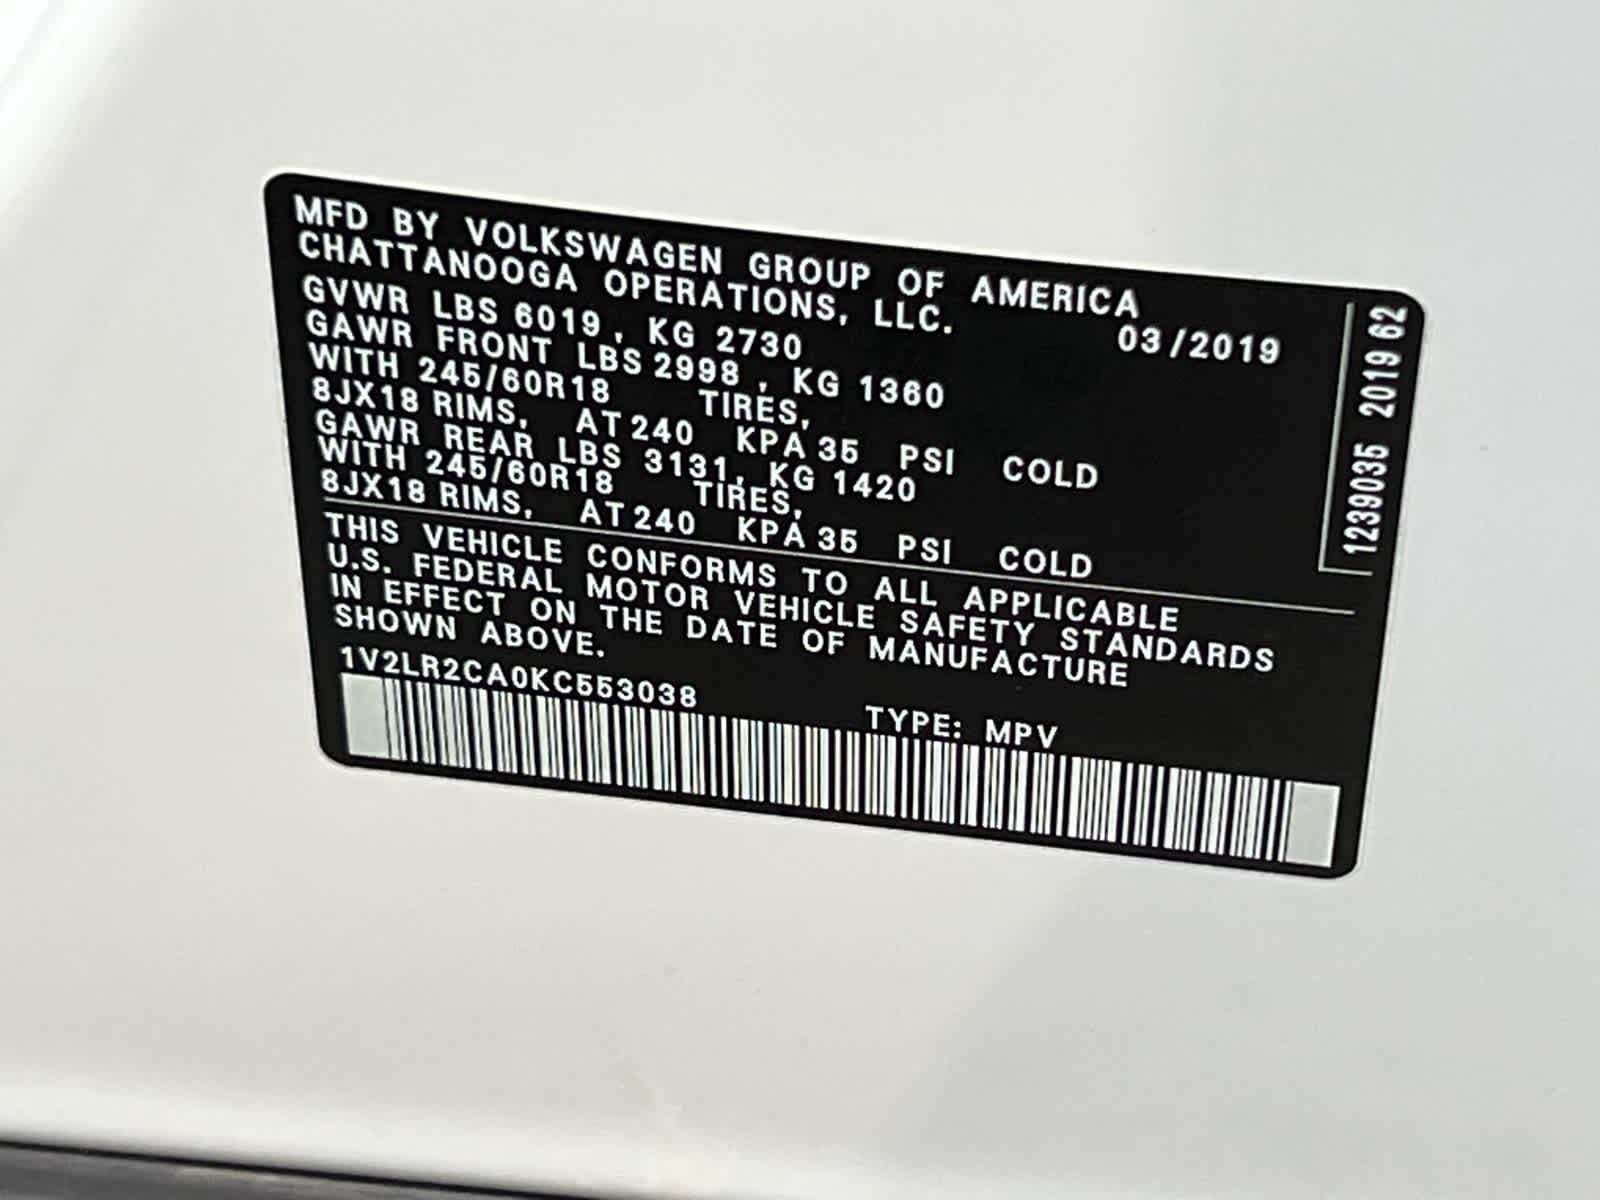 MFD BY VOLKSWAGEN GROUP OF AMERICA
CHATTANOOGA OPERATIONS, LLC.
03/2019
GVWR LBS 6019, KG 2730
GAWR FRONT LBS 2998, KG 1360
WITH 245/60R18 TIRES,
8JX18 RIMS, AT 240 KPA 35 PSI COLD
GAWR REAR LBS 3131, KG 1420
WITH 245/60R18 TIRES,
8JX18 RIMS, AT 240 KPA 35 PSI COLD
THIS VEHICLE CONFORMS TO ALL APPLICABLE
U.S. FEDERAL MOTOR VEHICLE SAFETY STANDARDS
IN EFFECT ON THE DATE OF MANUFACTURE
SHOWN ABOVE.
1V2LR2CA0KC553038
TYPE: MPV
1239035 2019 62